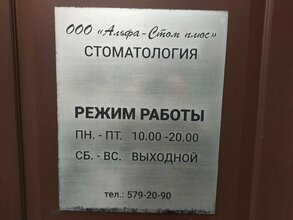 ООО «Альфа-Стом плюс»
СТОМАТОЛОГИЯ
РЕЖИМ РАБОТЫ
ПН. - ПТ. 10.00 -20.00
СБ. - ВС. ВЫХОДНОЙ
тел.: 579-20-90